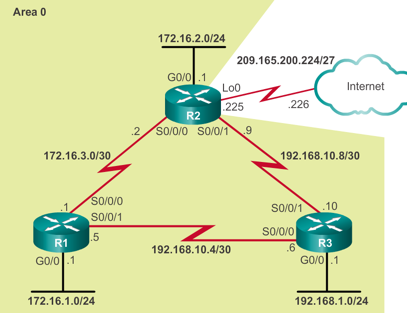 Area 0
172.16.2.0/24
209.165.200.224/27
G0/0 .1
Lo0
Internet
.225
.226
R2
.2
S0/0/0
S0/0/1
.9
172.16.3.0/30
192.168.10.8/30
.1
S0/0/0
S0/0/1
.10
S0/0/1
R1
.5
S0/0/0
R3
.6
192.168.10.4/30
G0/0 .1
G0/0 .1
172.16.1.0/24
192.168.1.0/24